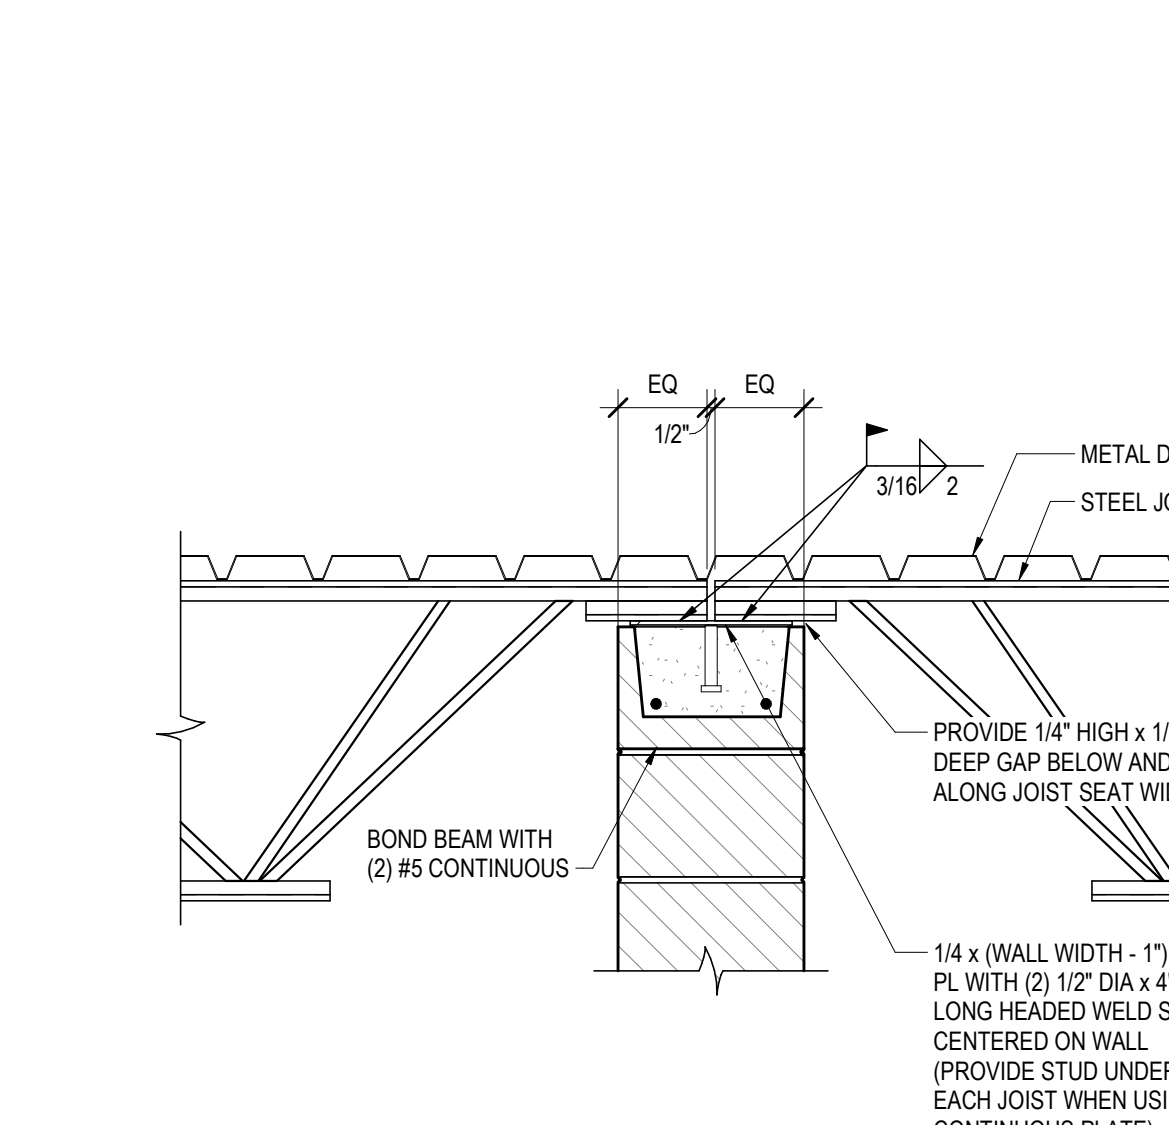 EQ EQ
1/2"
METAL D
3/16 2
STEEL JO
PROVIDE 1/4" HIGH x 1/
DEEP GAP BELOW AND
ALONG JOIST SEAT WI
BOND BEAM WITH
(2) #5 CONTINUOUS
1/4 x (WALL WIDTH - 1")
PL WITH (2) 1/2" DIA x 4"
LONG HEADED WELD S
CENTERED ON WALL
(PROVIDE STUD UNDER
EACH JOIST WHEN USI
CONTINUOUS PLATE)